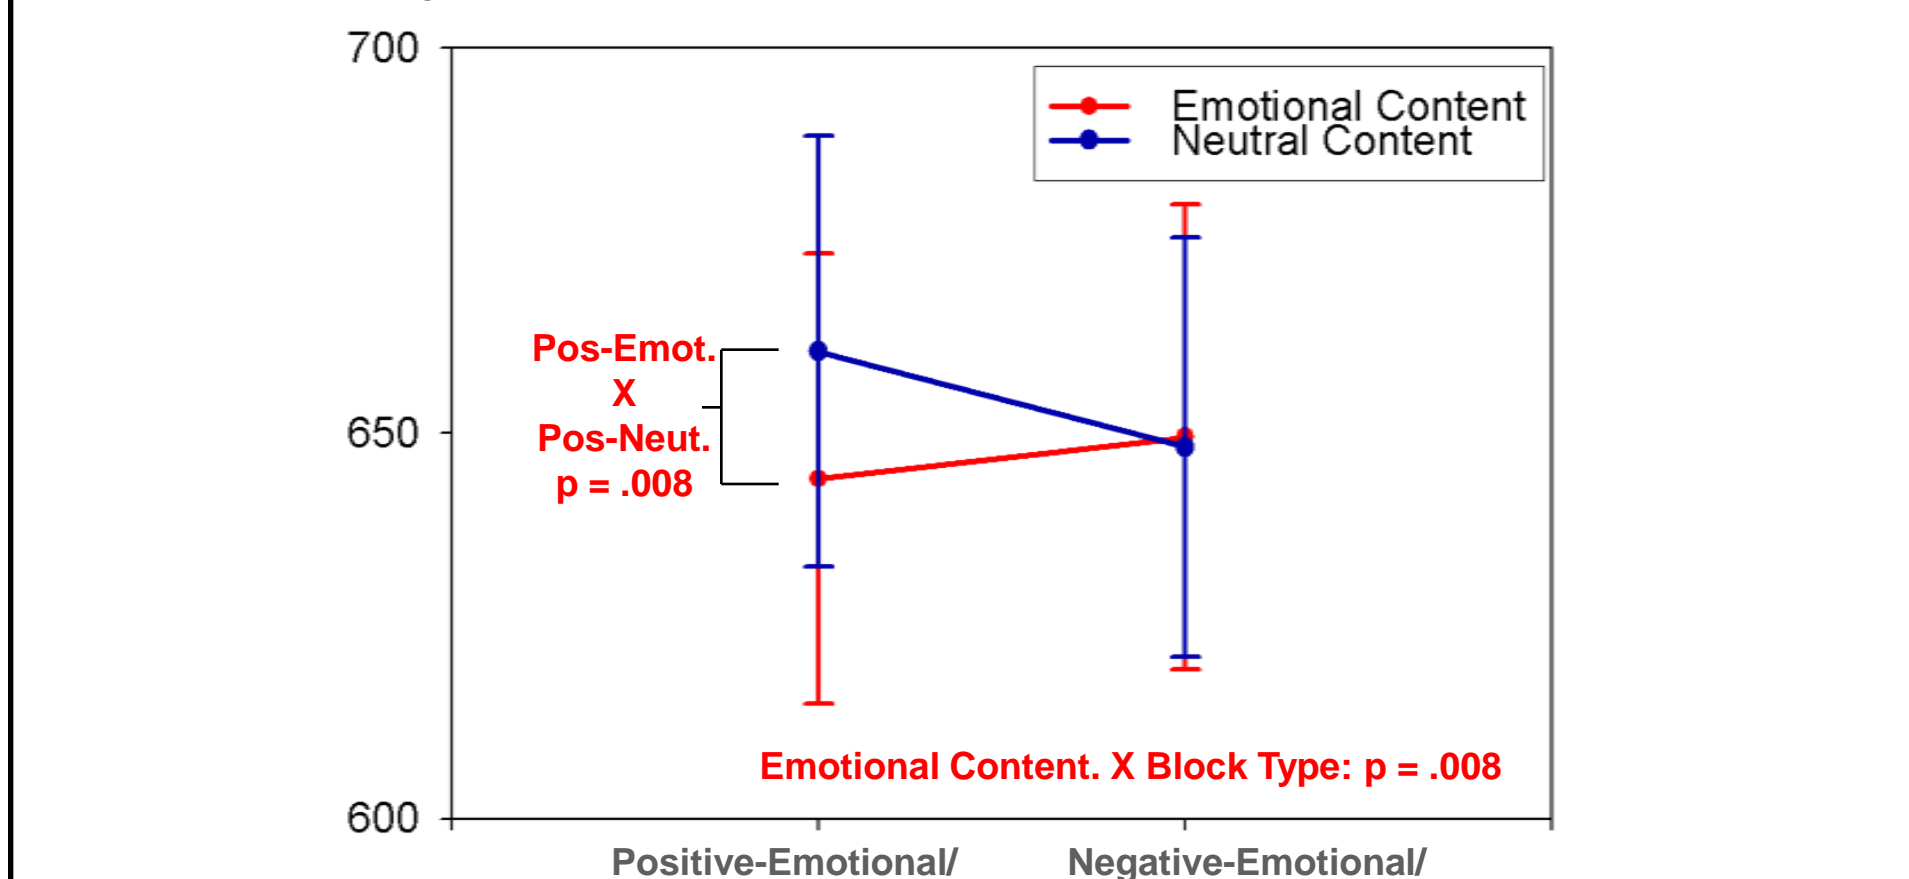 700
Emotional Content
Neutral Content
Pos-Emot.
X
Pos-Neut.
p = .008
650
Emotional Content. X Block Type: p = .008
600
Positive-Emotional/
Negative-Emotional/